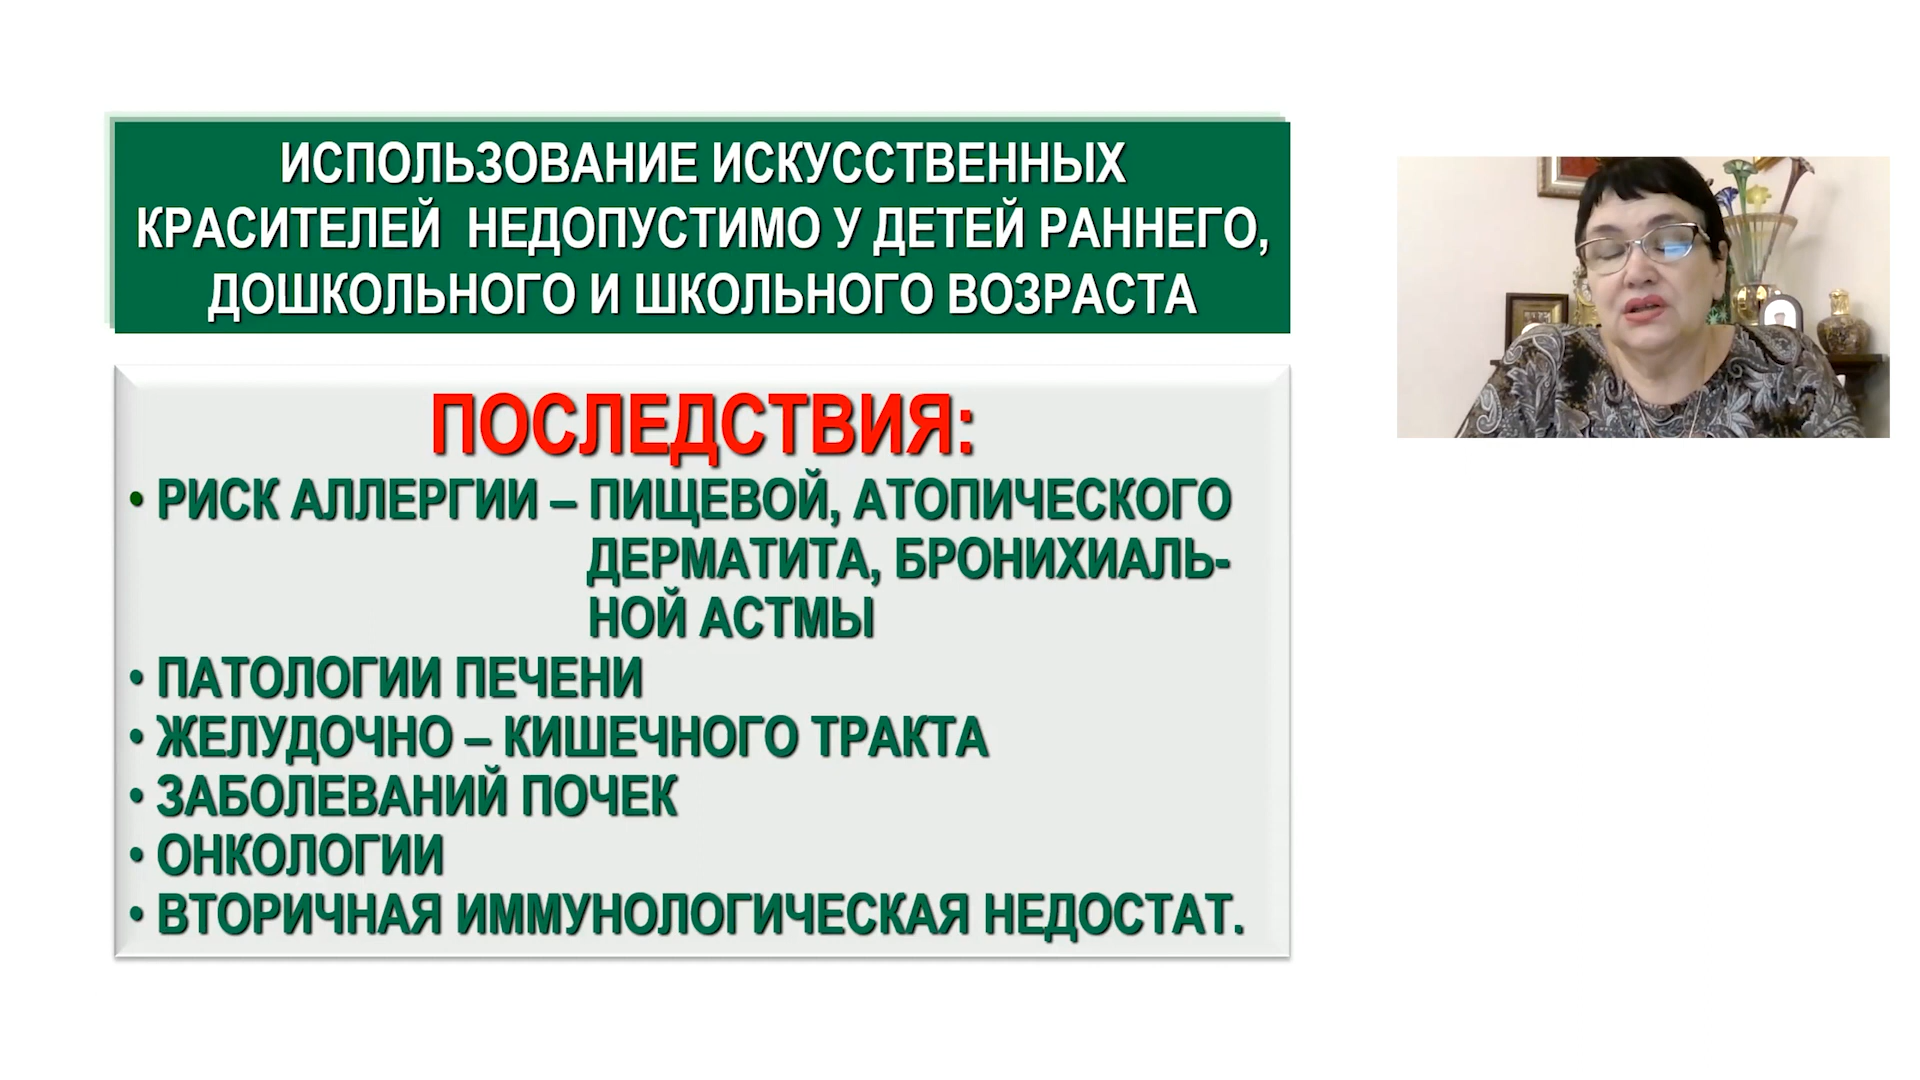 ИСПОЛЬЗОВАНИЕ ИСКУССТВЕННЫХ
КРАСИТЕЛЕЙ НЕДОПУСТИМО У ДЕТЕЙ РАННЕГО,
ДОШКОЛЬНОГО И ШКОЛЬНОГО ВОЗРАСТА
ПОСЛЕДСТВИЯ:
• РИСК АЛЛЕРГИИ – ПИЩЕВОЙ, АТОПИЧЕСКОГО
ДЕРМАТИТА, БРОНИХИАЛЬ-
НОЙ АСТМЫ
• ПАТОЛОГИИ ПЕЧЕНИ
• ЖЕЛУДОЧНО – КИШЕЧНОГО ТРАКТА
• ЗАБОЛЕВАНИЙ ПОЧЕК
• ОНКОЛОГИИ
• ВТОРИЧНАЯ ИММУНОЛОГИЧЕСКАЯ НЕДОСТАТ.